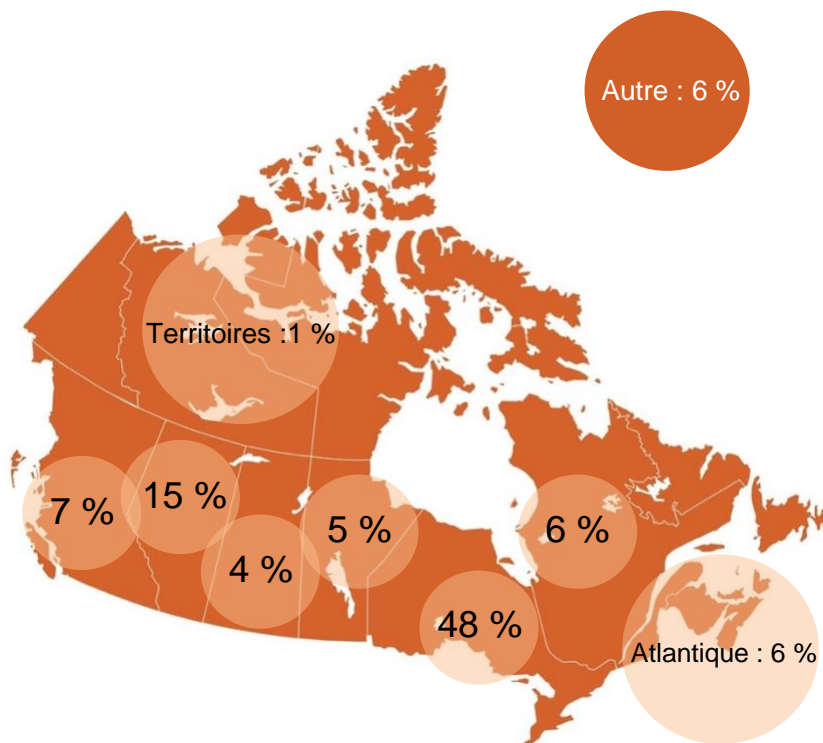 Autre : 6 %
Territoires :1 %
7 %
15 %
4 %
5 %
48 %
6 %
Atlantique : 6 %